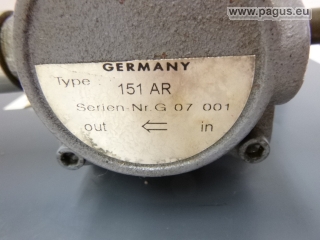 www.pagus.eu
GERMANY
Type 151 AR
Serien-Nr. G 07 001
out ⇐ in